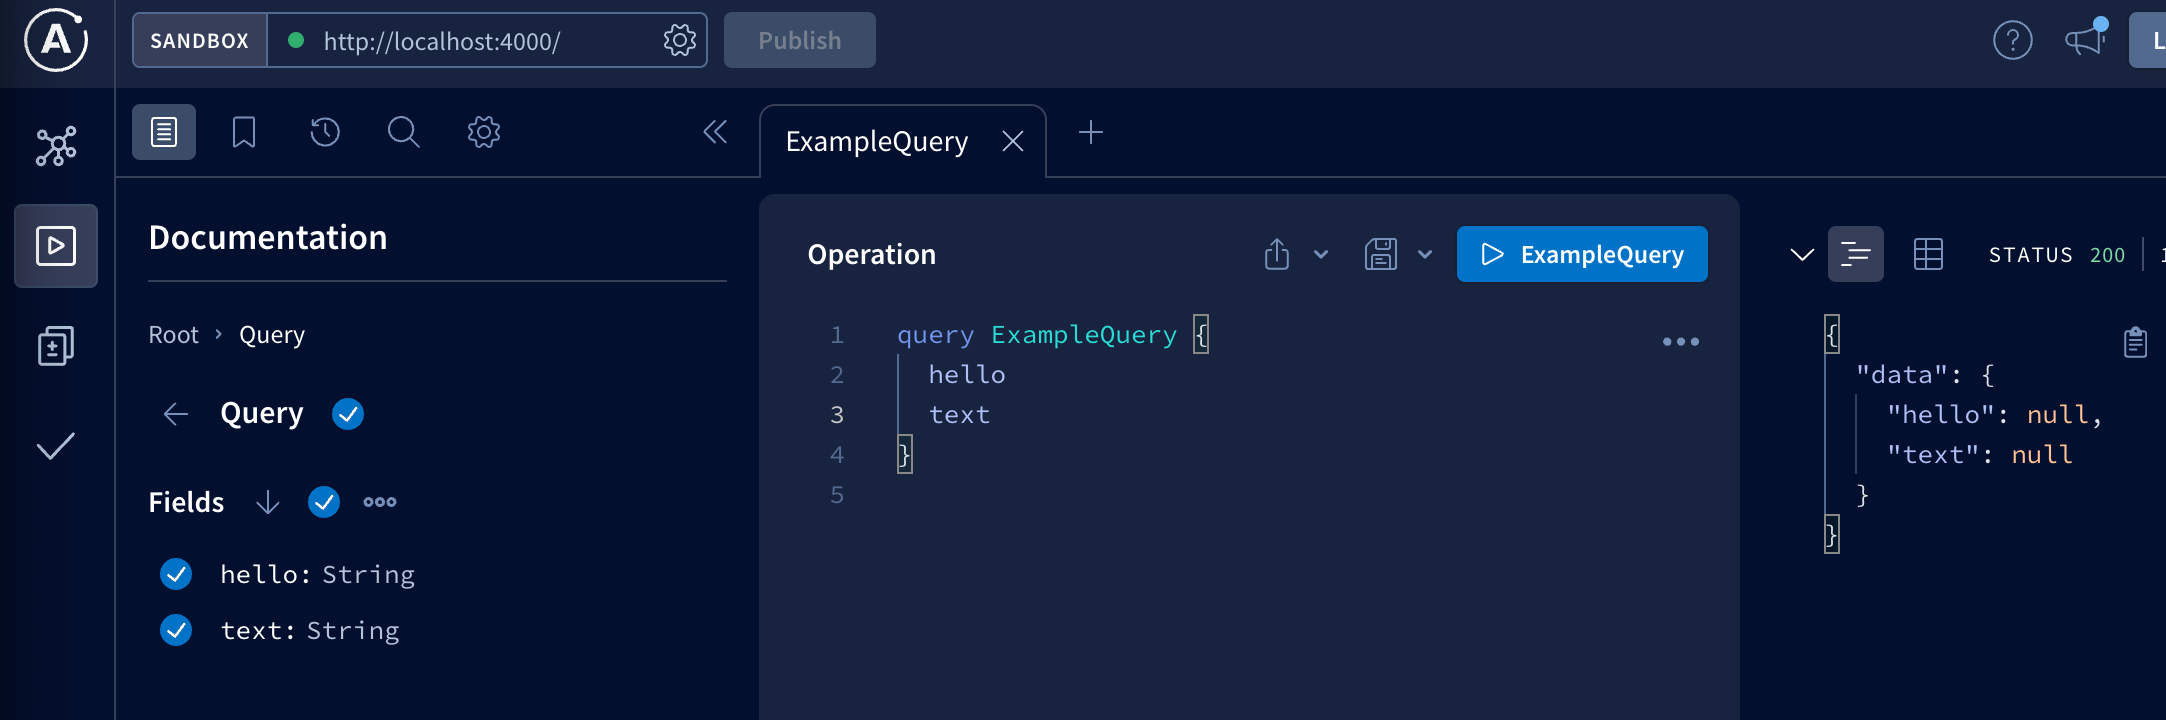 SANDBOX http://localhost:4000/ Publish ? L
ExampleQuery
Documentation
Root › Query
Query
Fields
hello: String
text: String
Operation
ExampleQuery
1 query ExampleQuery {
2 hello
3 text
4 }
5
STATUS 200
{
"data": {
"hello": null,
"text": null
}
}